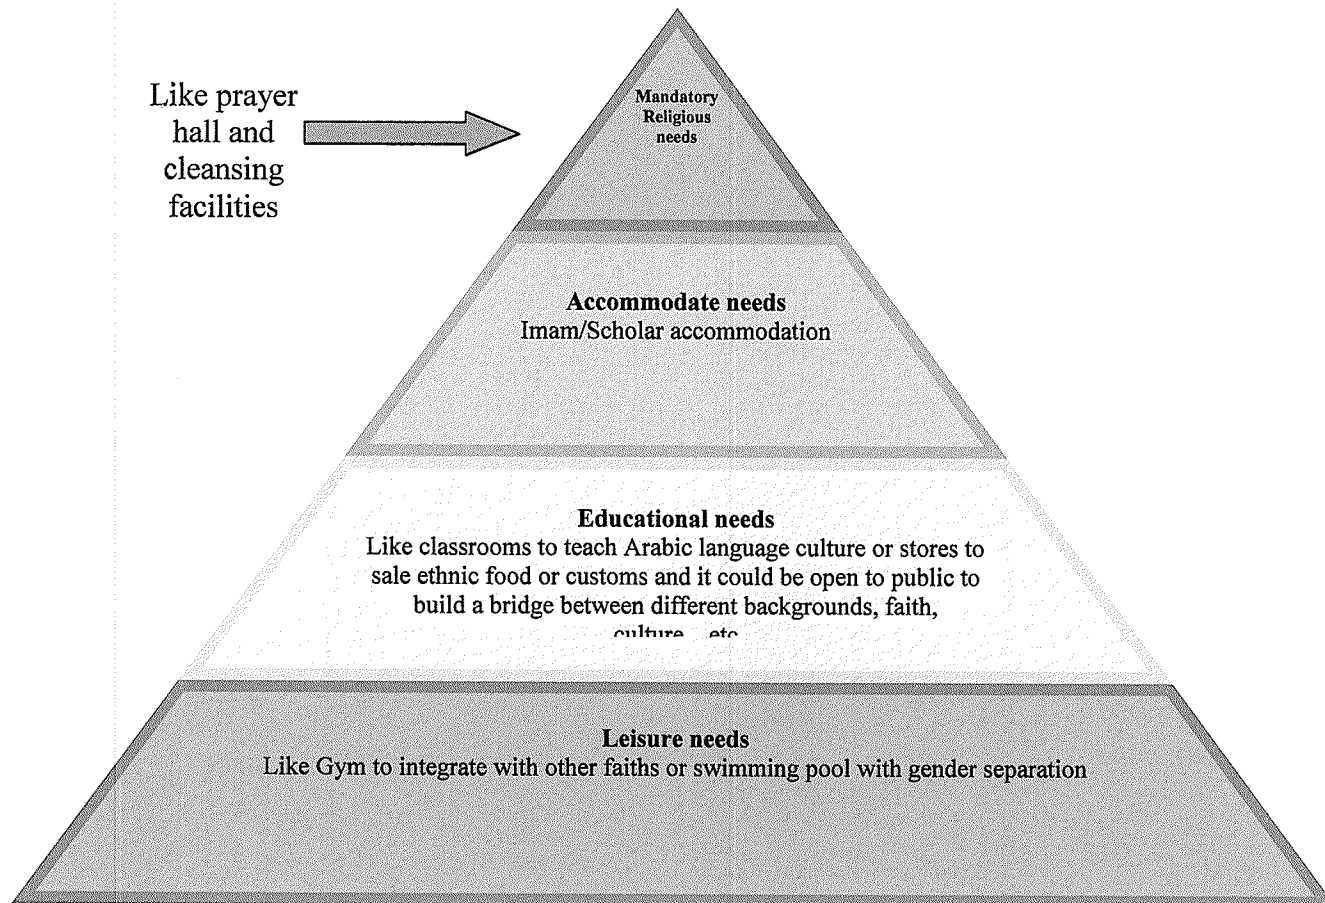 Like prayer
hall and
cleansing
facilities
Mandatory
Religious
needs
Accommodate needs
Imam/Scholar accommodation
Educational needs
Like classrooms to teach Arabic language culture or stores to
sale ethnic food or customs and it could be open to public to
build a bridge between different backgrounds, faith,
culture
etc
Leisure needs
Like Gym to integrate with other faiths or swimming pool with gender separation